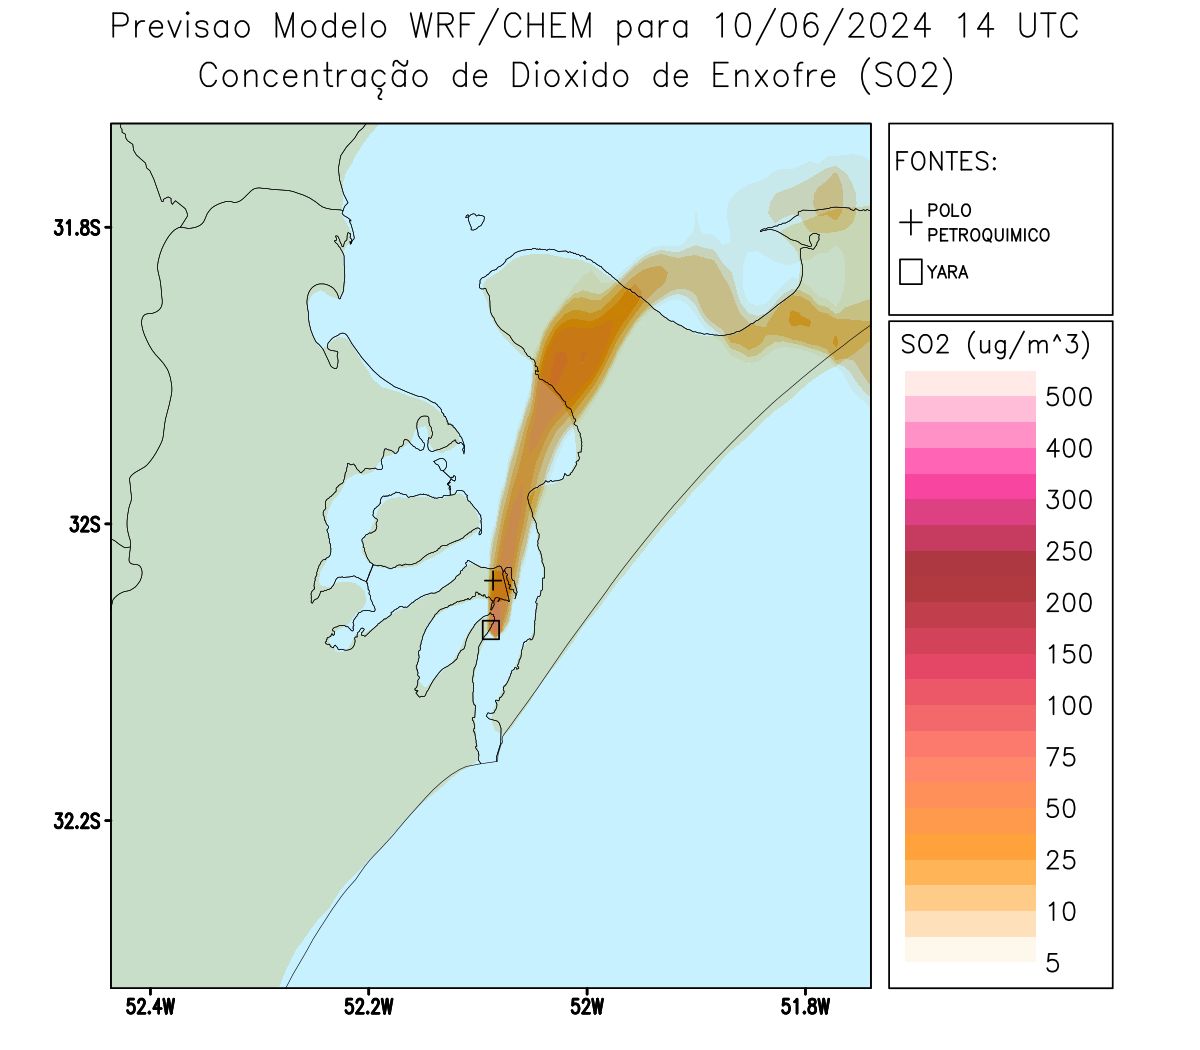 Previsao Modelo WRF/CHEM para 10/06/2024 14 UTC
Concentração de Dioxido de Enxofre (SO2)
FONTES:
POLO
PETROQUIMICO
YARA
31.8S
32S
32.2S
52.4W
52.2W
52W
51.8W
SO2 (ug/m^3)
500
400
300
250
200
150
100
75
50
25
10
5